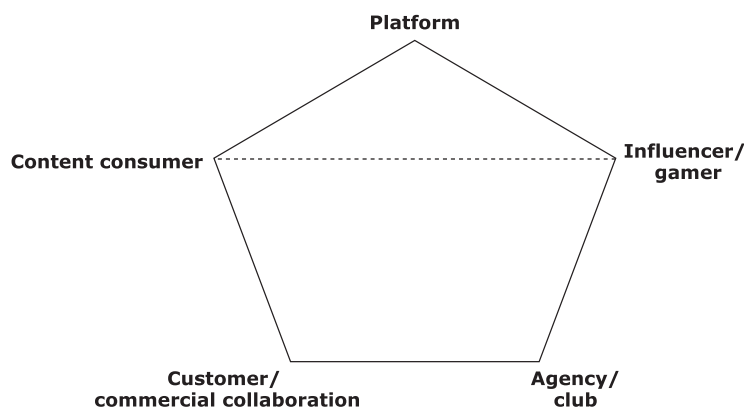 Platform
Content consumer
Influencer/
gamer
Customer/
commercial collaboration
Agency/
club